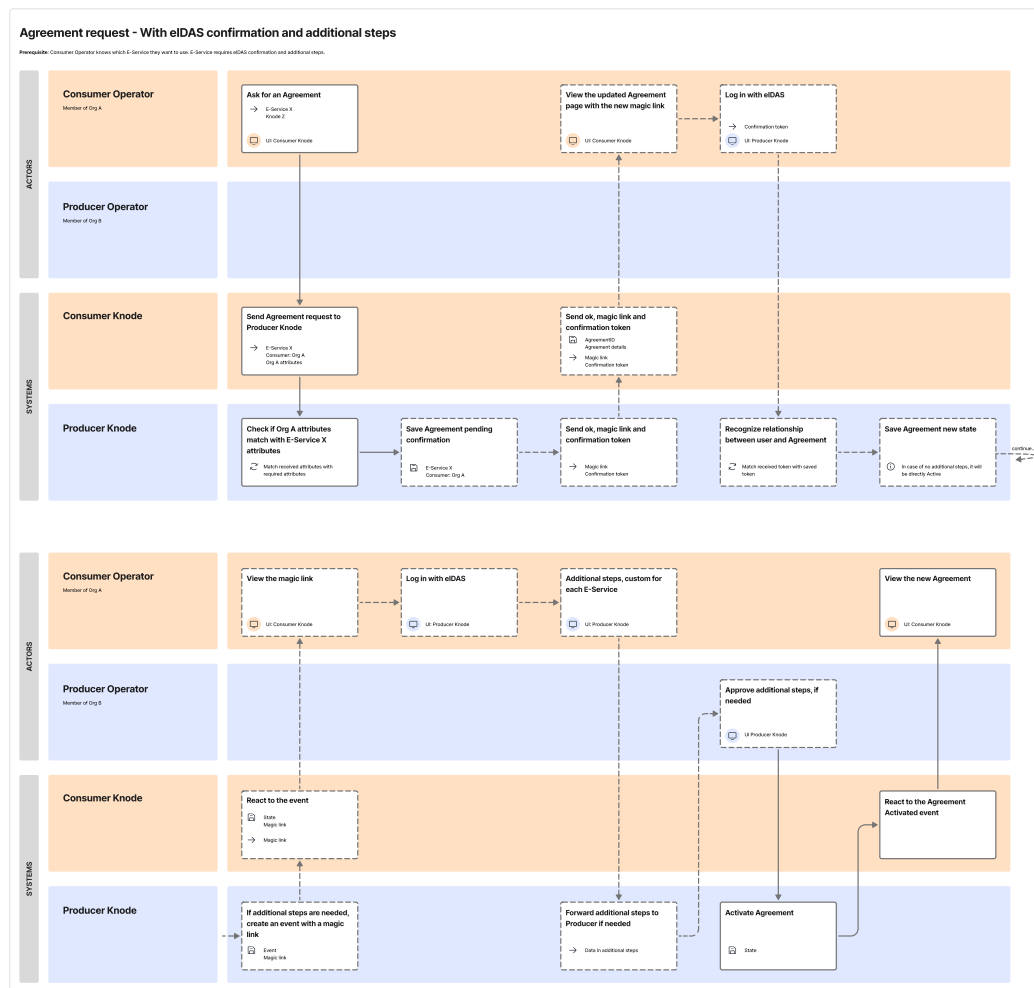 Agreement request - With eIDAS confirmation and additional steps
Prerequisite: Consumer Operator knows which E-Service they want to use. E-Service requires eIDAS confirmation and additional steps.
ACTORS
Consumer Operator
Member of Org A
Ask for an Agreement
E-Service X
Knode Z
UI: Consumer Knode
View the updated Agreement
page with the new magic link
UI: Consumer Knode
Log in with eIDAS
Confirmation token
UI: Producer Knode
Producer Operator
Member of Org B
SYSTEMS
Consumer Knode
Send Agreement request to
Producer Knode
E-Service X
Consumer: Org A
Org A attributes
Send ok, magic link and
confirmation token
AgreementID
Agreement details
Magic link
Confirmation token
Producer Knode
Check if Org A attributes
match with E-Service X
attributes
Match received attributes with
required attributes
Save Agreement pending
confirmation
E-Service X
Consumer: Org A
Send ok, magic link and
confirmation token
Magic link
Confirmation token
Recognize relationship
between user and Agreement
Match received token with saved
token
Save Agreement new state
In case of no additional steps, it will
be directly Active
continue..
ACTORS
Consumer Operator
Member of Org A
View the magic link
UI: Consumer Knode
Log in with eIDAS
UI: Producer Knode
Additional steps, custom for
each E-Service
UI: Producer Knode
View the new Agreement
UI: Consumer Knode
Producer Operator
Member of Org B
Approve additional steps, if
needed
UI Producer Knode
SYSTEMS
Consumer Knode
React to the event
State
Magic link
Magic link
React to the Agreement
Activated event
Producer Knode
If additional steps are needed,
create an event with a magic
link
Event
Magic link
Forward additional steps to
Producer if needed
Data in additional steps
Activate Agreement
State